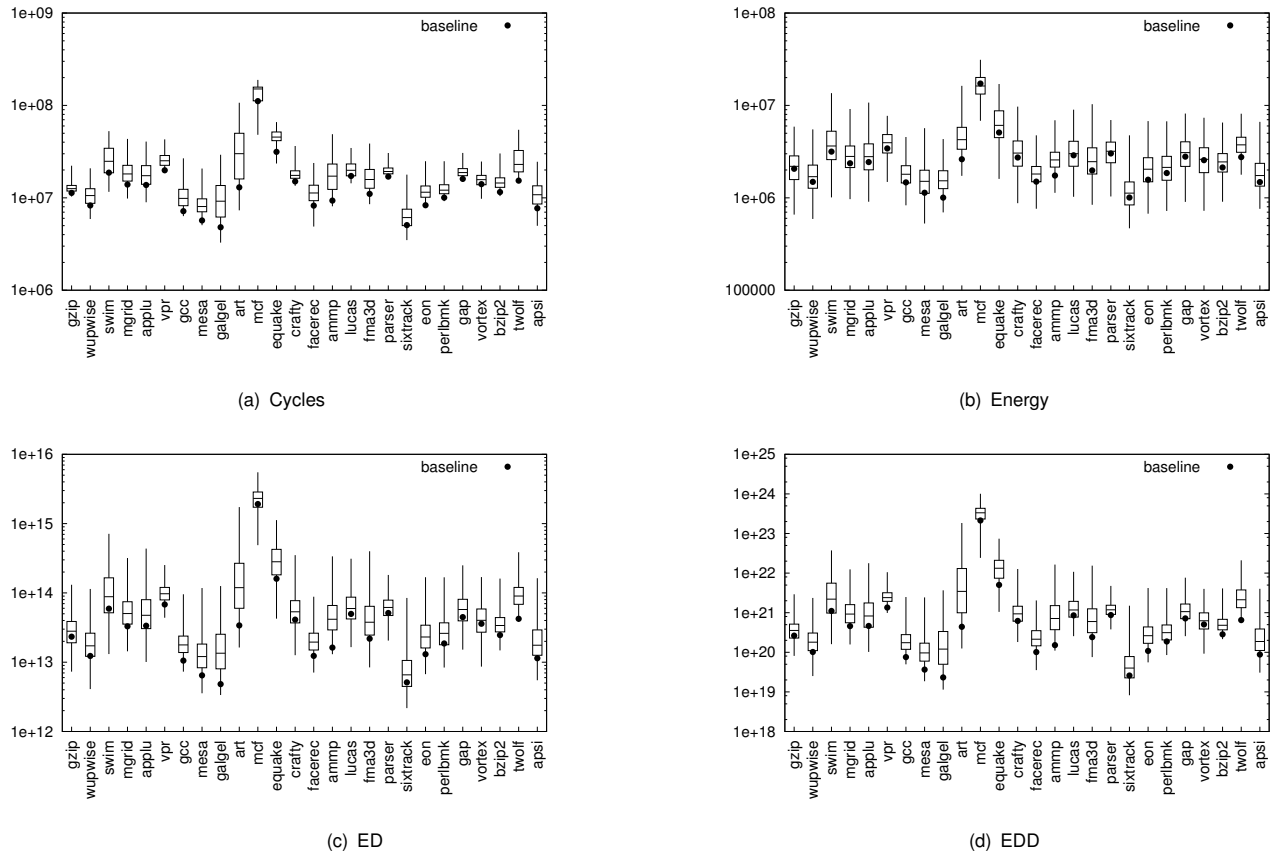 1e+09
1e+08
1e+07
1e+06
baseline
gzip
wupwise
swim
mgrid
applu
vpr
gcc
mesa
galgel
art
mcf
equake
crafty
facerec
ammp
lucas
fma3d
parser
sixtrack
eon
perlbmk
gap
vortex
bzip2
twolf
apsi
(a) Cycles
1e+08
1e+07
1e+06
100000
baseline
gzip
wupwise
swim
mgrid
applu
vpr
gcc
mesa
galgel
art
mcf
equake
crafty
facerec
ammp
lucas
fma3d
parser
sixtrack
eon
perlbmk
gap
vortex
bzip2
twolf
apsi
(b) Energy
1e+16
1e+15
1e+14
1e+13
1e+12
baseline
gzip
wupwise
swim
mgrid
applu
vpr
gcc
mesa
galgel
art
mcf
equake
crafty
facerec
ammp
lucas
fma3d
parser
sixtrack
eon
perlbmk
gap
vortex
bzip2
twolf
apsi
(c) ED
1e+25
1e+24
1e+23
1e+22
1e+21
1e+20
1e+19
1e+18
baseline
gzip
wupwise
swim
mgrid
applu
vpr
gcc
mesa
galgel
art
mcf
equake
crafty
facerec
ammp
lucas
fma3d
parser
sixtrack
eon
perlbmk
gap
vortex
bzip2
twolf
apsi
(d) EDD